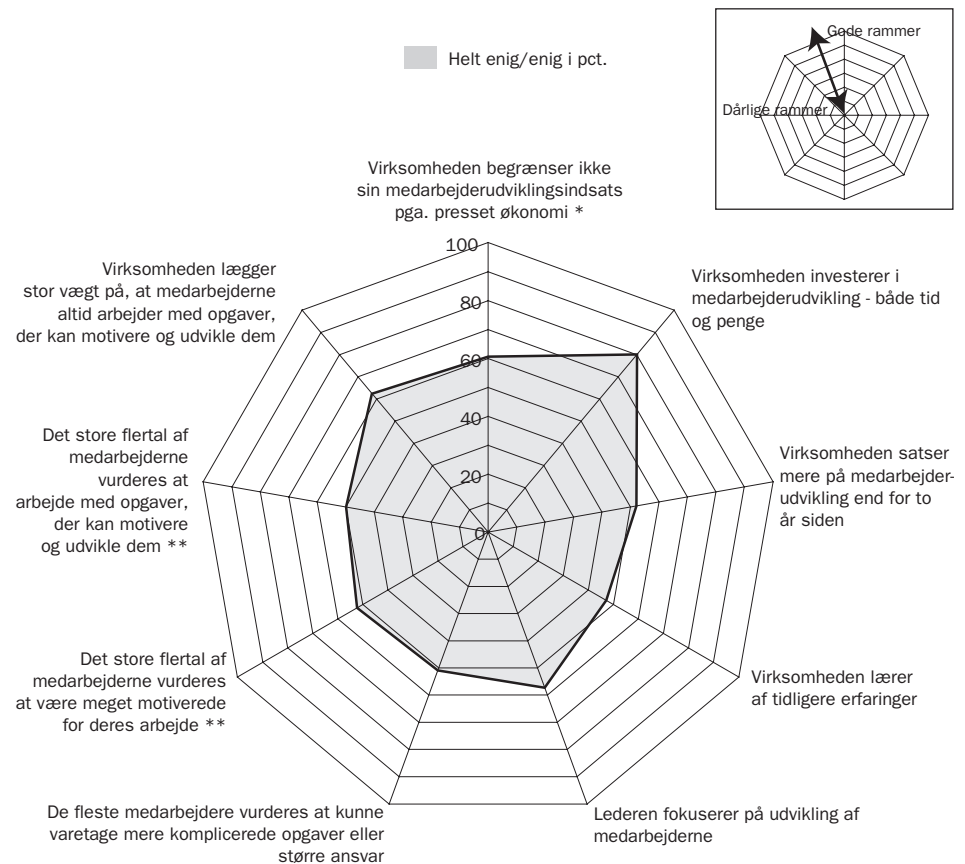 Gode rammer
Helt enig/enig i pct.
Dårlige rammer
Virksomheden begrænser ikke
sin medarbejderudviklingsindsats
pga. presset økonomi *
100
80
60
40
20
0
Virksomheden investerer i
medarbejderudvikling - både tid
og penge
Virksomheden satser
mere på medarbejder-
udvikling end for to
år siden
Virksomheden lærer
af tidligere erfaringer
Lederen fokuserer på udvikling af
medarbejderne
De fleste medarbejdere vurderes at kunne
varetage mere komplicerede opgaver eller
større ansvar
Det store flertal af
medarbejderne vurderes
at være meget motiverede
for deres arbejde **
Det store flertal af
medarbejderne
vurderes at
arbejde med opgaver,
der kan motivere
og udvikle dem **
Virksomheden lægger
stor vægt på, at medarbejderne
altid arbejder med opgaver,
der kan motivere og udvikle dem